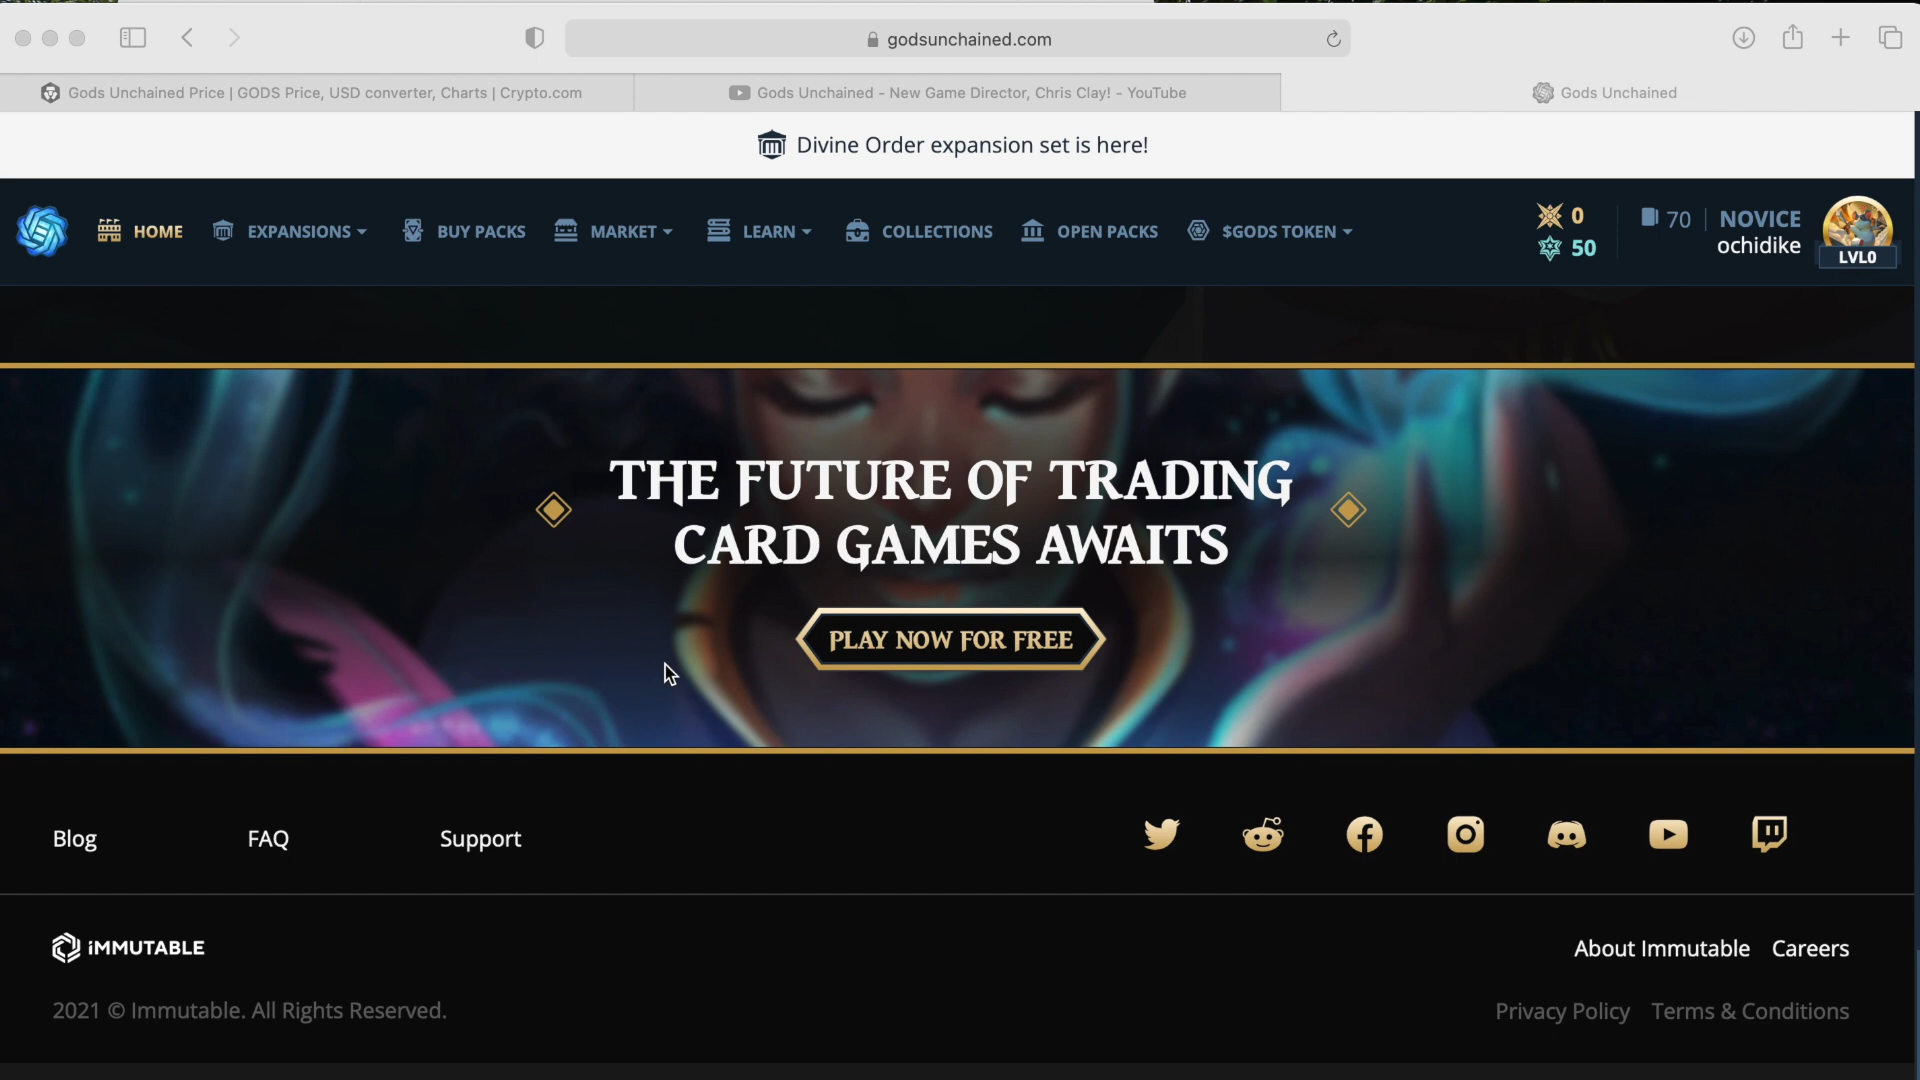 godsunchained.com
Gods Unchained Price | GODS Price, USD converter, Charts | Crypto.com
Gods Unchained - New Game Director, Chris Clay! - YouTube
Gods Unchained
Divine Order expansion set is here!
HOME
EXPANSIONS
BUY PACKS
MARKET
LEARN
COLLECTIONS
OPEN PACKS
$GODS TOKEN
0
50
70
NOVICE
ochidike
LVL0
THE FUTURE OF TRADING
CARD GAMES AWAITS
PLAY NOW FOR FREE
Blog
FAQ
Support
IMMUTABLE
About Immutable
Careers
2021 © Immutable. All Rights Reserved.
Privacy Policy
Terms & Conditions